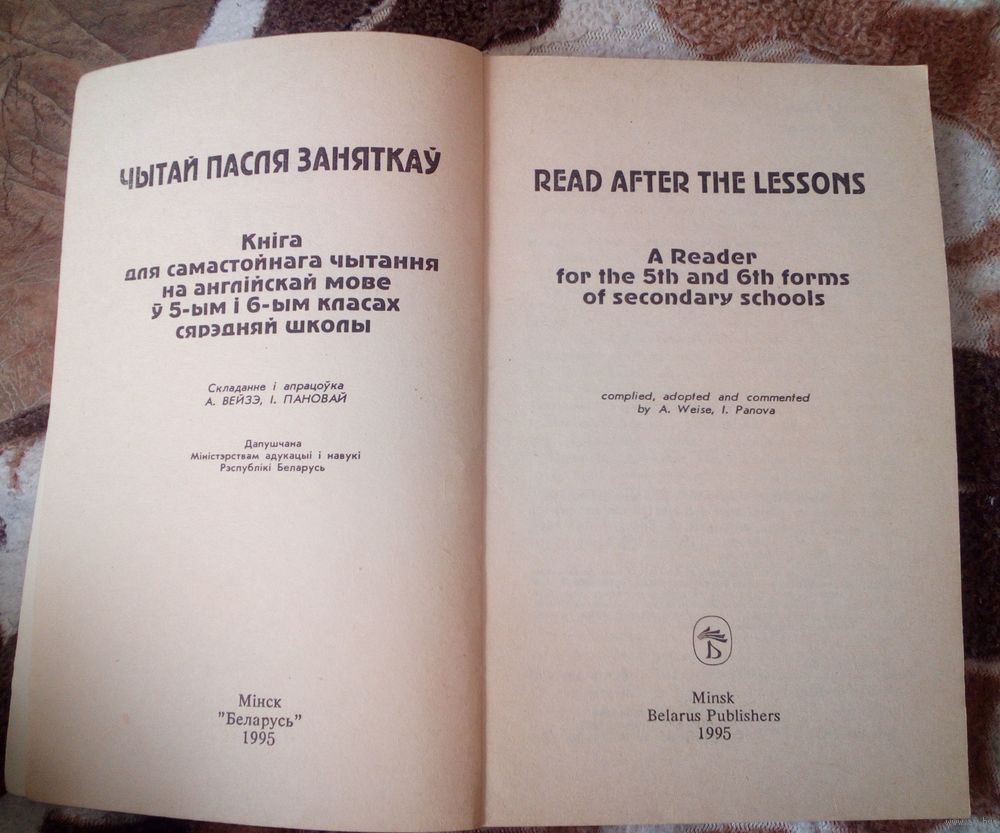 ЧЫТАЙ ПАСЛЯ ЗАНЯТКАЎ
Кніга
для самастойнага чытання
на англійскай мове
ў 5-ым і 6-ым класах
сярэдняй школы
Складанне і апрацоўка
А. ВЕЙЗЭ, І. ПАНОВАЙ
Дапушчана
Міністэрствам адукацыі і навукі
Рэспублікі Беларусь
Мінск
"Беларусь"
1995
READ AFTER THE LESSONS
A Reader
for the 5th and 6th forms
of secondary schools
complied, adopted and commented
by A. Weise, I. Panova
Minsk
Belarus Publishers
1995